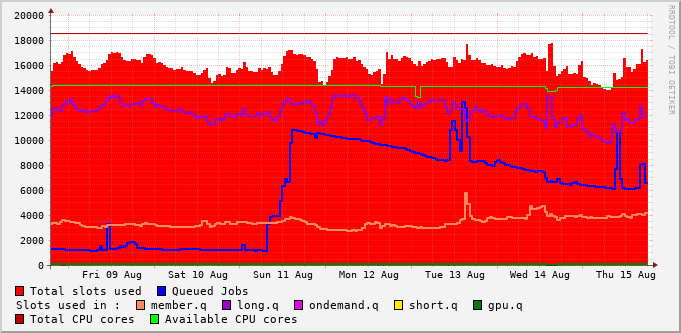 20000
18000
16000
14000
12000
10000
8000
6000
4000
2000
0
Fri 09 Aug Sat 10 Aug Sun 11 Aug Mon 12 Aug Tue 13 Aug Wed 14 Aug Thu 15 Aug
Total slots used Queued Jobs
Slots used in : member.q long.q ondemand.q short.q gpu.q
Total CPU cores Available CPU cores
RRDTOOL / TOBI OETIKER